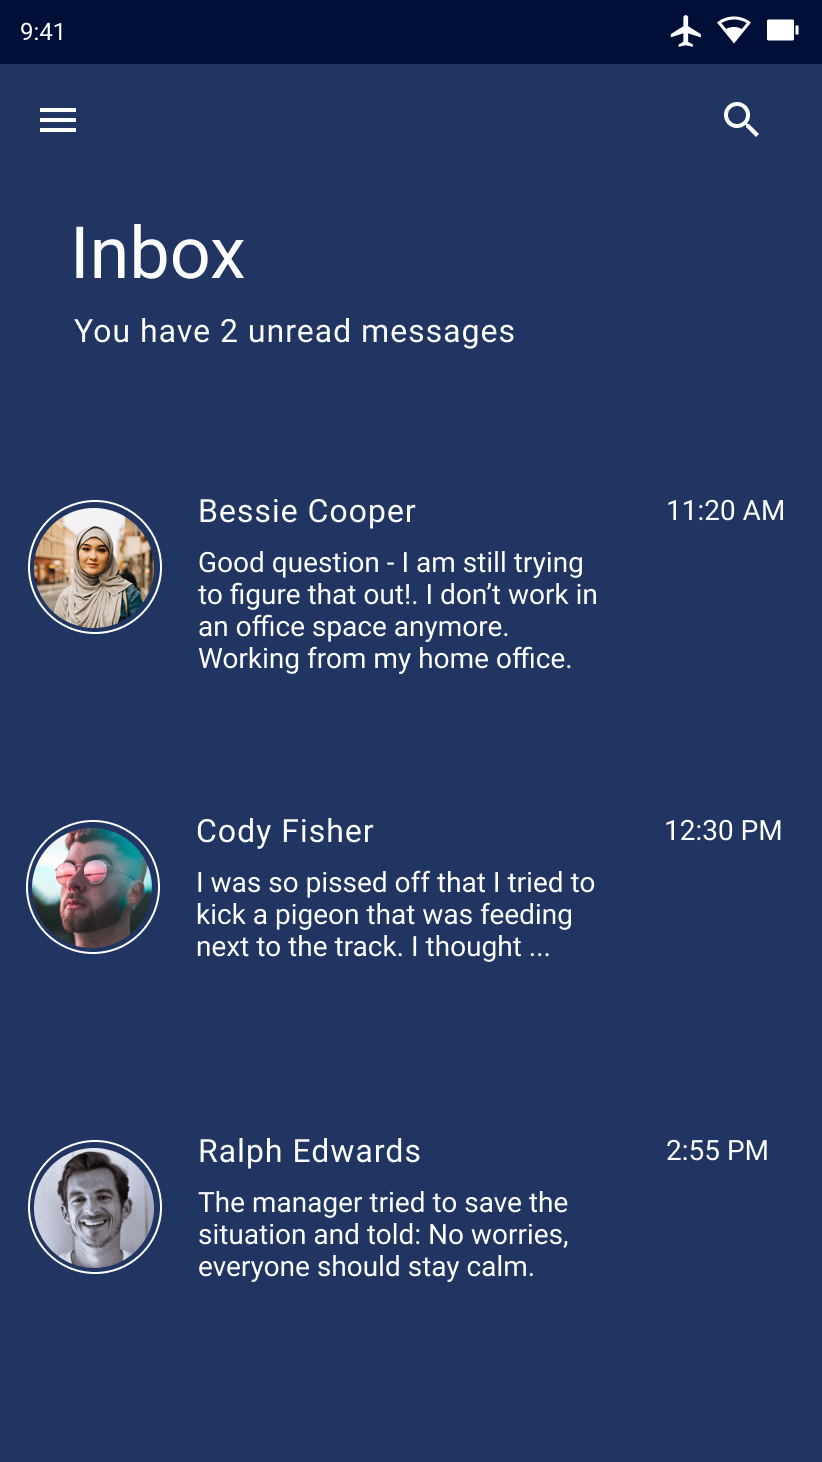 9:41
Inbox
You have 2 unread messages
Bessie Cooper
11:20 AM
Good question - I am still trying
to figure that out!. I don’t work in
an office space anymore.
Working from my home office.
Cody Fisher
12:30 PM
I was so pissed off that I tried to
kick a pigeon that was feeding
next to the track. I thought ...
Ralph Edwards
2:55 PM
The manager tried to save the
situation and told: No worries,
everyone should stay calm.